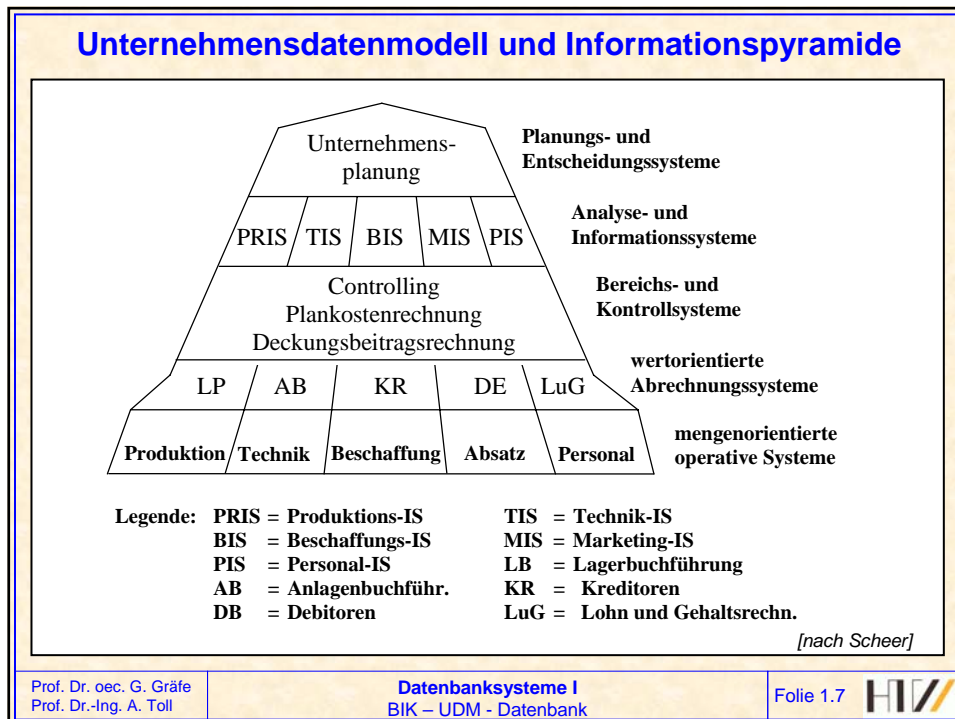 Unternehmensdatenmodell und Informationspyramide
Unternehmens-
planung
Planungs- und
Entscheidungssysteme
PRIS TIS BIS MIS PIS
Analyse- und
Informationssysteme
Controlling
Plankostenrechnung
Deckungsbeitragsrechnung
Bereichs- und
Kontrollsysteme
LP AB KR DE LuG
wertorientierte
Abrechnungssysteme
Produktion Technik Beschaffung Absatz Personal
mengenorientierte
operative Systeme
Legende: PRIS = Produktions-IS TIS = Technik-IS
BIS = Beschaffungs-IS MIS = Marketing-IS
PIS = Personal-IS LB = Lagerbuchführung
AB = Anlagenbuchführ. KR = Kreditoren
DB = Debitoren LuG = Lohn und Gehaltsrechn.
[nach Scheer]
Prof. Dr. oec. G. Gräfe
Prof. Dr.-Ing. A. Toll
Datenbanksysteme I
BIK – UDM - Datenbank
Folie 1.7
HTW